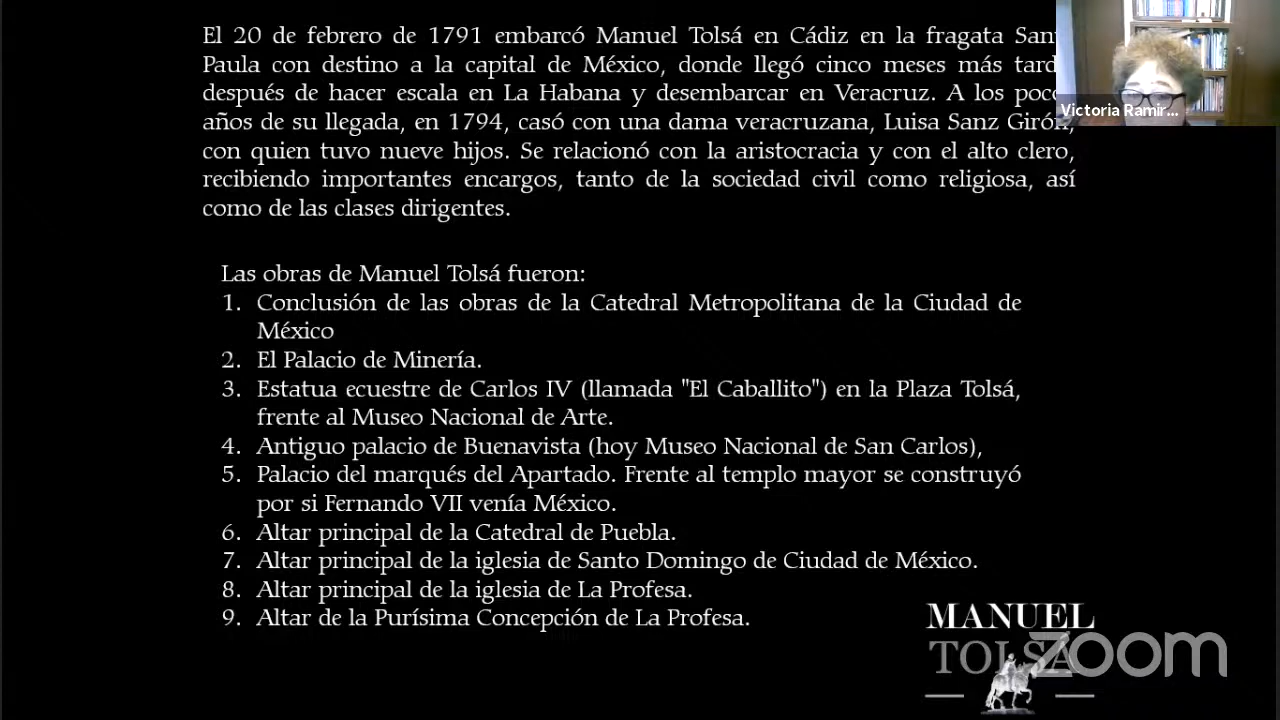 El 20 de febrero de 1791 embarcó Manuel Tolsá en Cádiz en la fragata
Paula con destino a la capital de México, donde llegó cinco meses más
después de hacer escala en La Habana y desembarcar en Veracruz. A los
años de su llegada, en 1794, casó con una dama veracruzana, Luisa Sanz Girón,
con quien tuvo nueve hijos. Se relacionó con la aristocracia y con el alto clero,
recibiendo importantes encargos, tanto de la sociedad civil como religiosa, así
como de las clases dirigentes.
Victoria Ramir...
Las obras de Manuel Tolsá fueron:
1. Conclusión de las obras de la Catedral Metropolitana de la Ciudad de
México
2. El Palacio de Minería.
3. Estatua ecuestre de Carlos IV (llamada "El Caballito") en la Plaza Tolsá,
frente al Museo Nacional de Arte.
4. Antiguo palacio de Buenavista (hoy Museo Nacional de San Carlos),
5. Palacio del marqués del Apartado. Frente al templo mayor se construyó
por si Fernando VII venía México.
6. Altar principal de la Catedral de Puebla.
7. Altar principal de la iglesia de Santo Domingo de Ciudad de México.
8. Altar principal de la iglesia de La Profesa.
9. Altar de la Purísima Concepción de La Profesa.
MANUEL
TOLSÁ
zoom